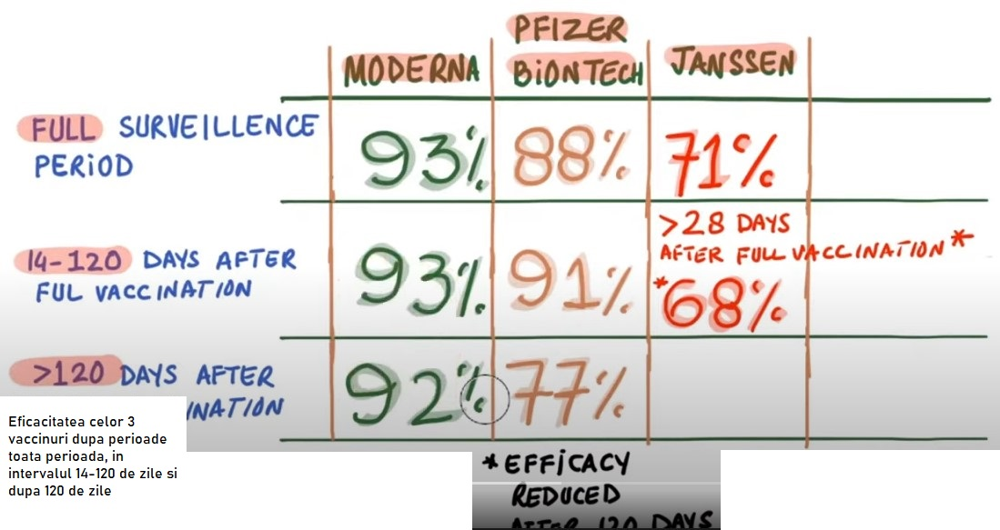 PFIZER
MODERNA BIONTECH JANSSEN
FULL SURVEILLENCE
PERIOD
93% 88% 71%
>28 DAYS
AFTER FULL VACCINATION*
14-120 DAYS AFTER
FUL VACCINATION
93% 91% *68%
>120 DAYS AFTER
INATION
92% 77%
Eficacitatea celor 3
vaccinuri dupa perioade
toata perioada, in
intervalul 14-120 de zile si
dupa 120 de zile
* EFFICACY
REDUCED
AFTER 120 DAYS